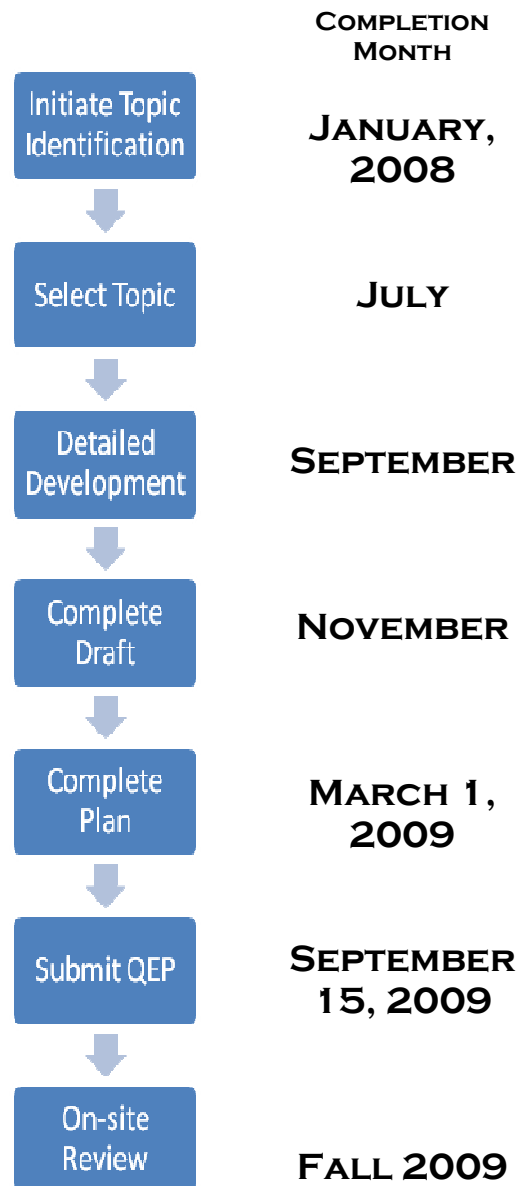 COMPLETION
MONTH
Initiate Topic
Identification
JANUARY,
2008
Select Topic
JULY
Detailed
Development
SEPTEMBER
Complete
Draft
NOVEMBER
Complete
Plan
MARCH 1,
2009
Submit QEP
SEPTEMBER
15, 2009
On-site
Review
FALL 2009